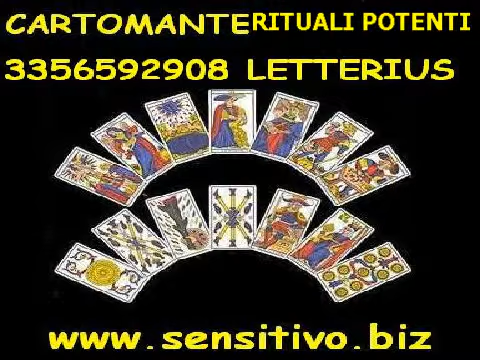 CARTOMANTE RITUALI POTENTI
3356592908 LETTERIUS
www.sensitivo.biz